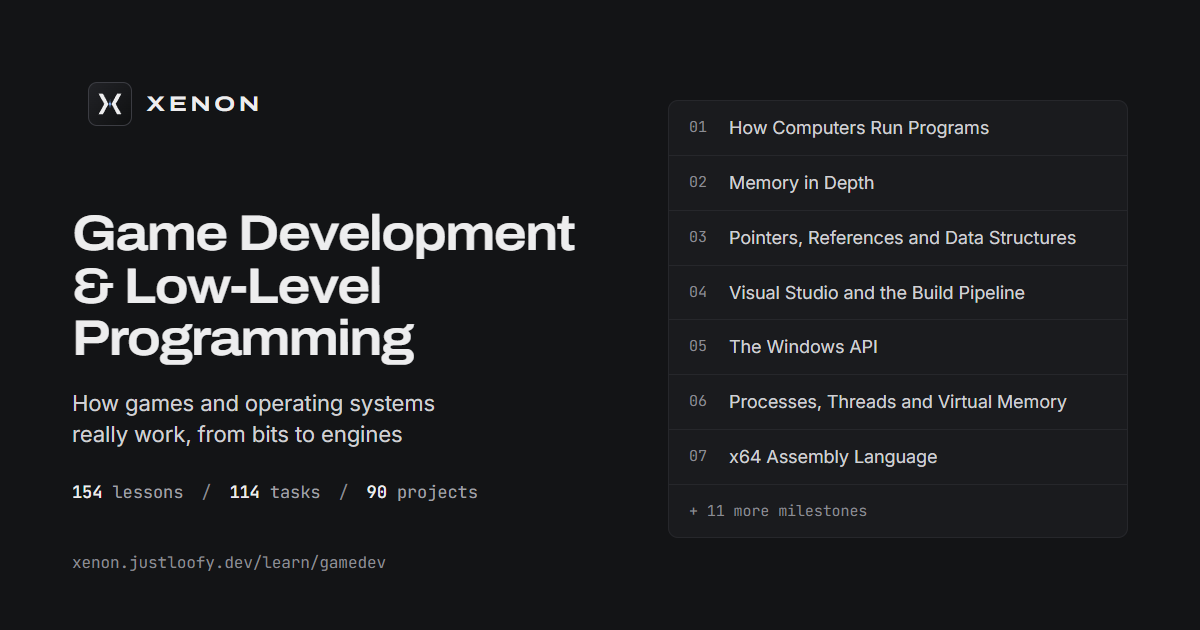 XENON
Game Development
& Low-Level
Programming
How games and operating systems
really work, from bits to engines
154 lessons / 114 tasks / 90 projects
xenon.justloofy.dev/learn/gamedev
01 How Computers Run Programs
02 Memory in Depth
03 Pointers, References and Data Structures
04 Visual Studio and the Build Pipeline
05 The Windows API
06 Processes, Threads and Virtual Memory
07 x64 Assembly Language
+ 11 more milestones